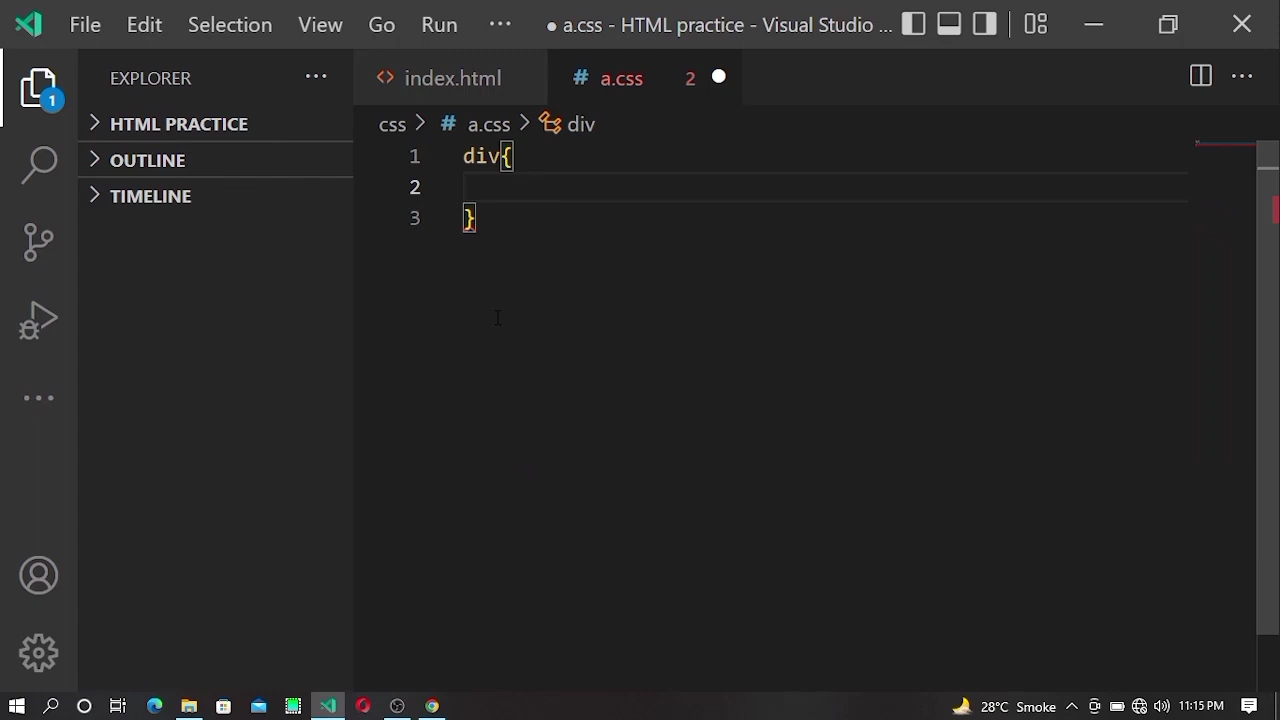 File Edit Selection View Go Run ··· ● a.css - HTML practice - Visual Studio ...
EXPLORER ···
index.html # a.css 2 ···
1
HTML PRACTICE
css > # a.css > div
OUTLINE
TIMELINE
1 div{
2
3 }
28°C Smoke 11:15 PM